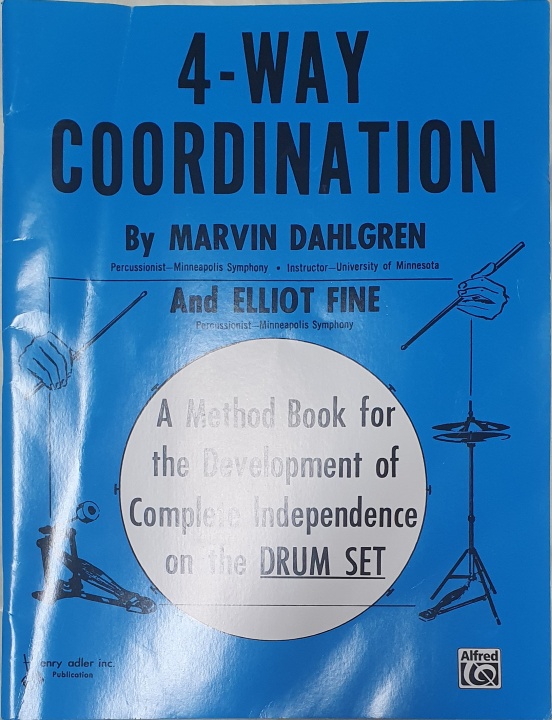 4-WAY
COORDINATION
By MARVIN DAHLGREN
Percussionist—Minneapolis Symphony • Instructor—University of Minnesota
And ELLIOT FINE
Percussionist—Minneapolis Symphony
A Method Book for
the Development of
Complete Independence
on the DRUM SET
Henry adler inc.
Publication
Alfred